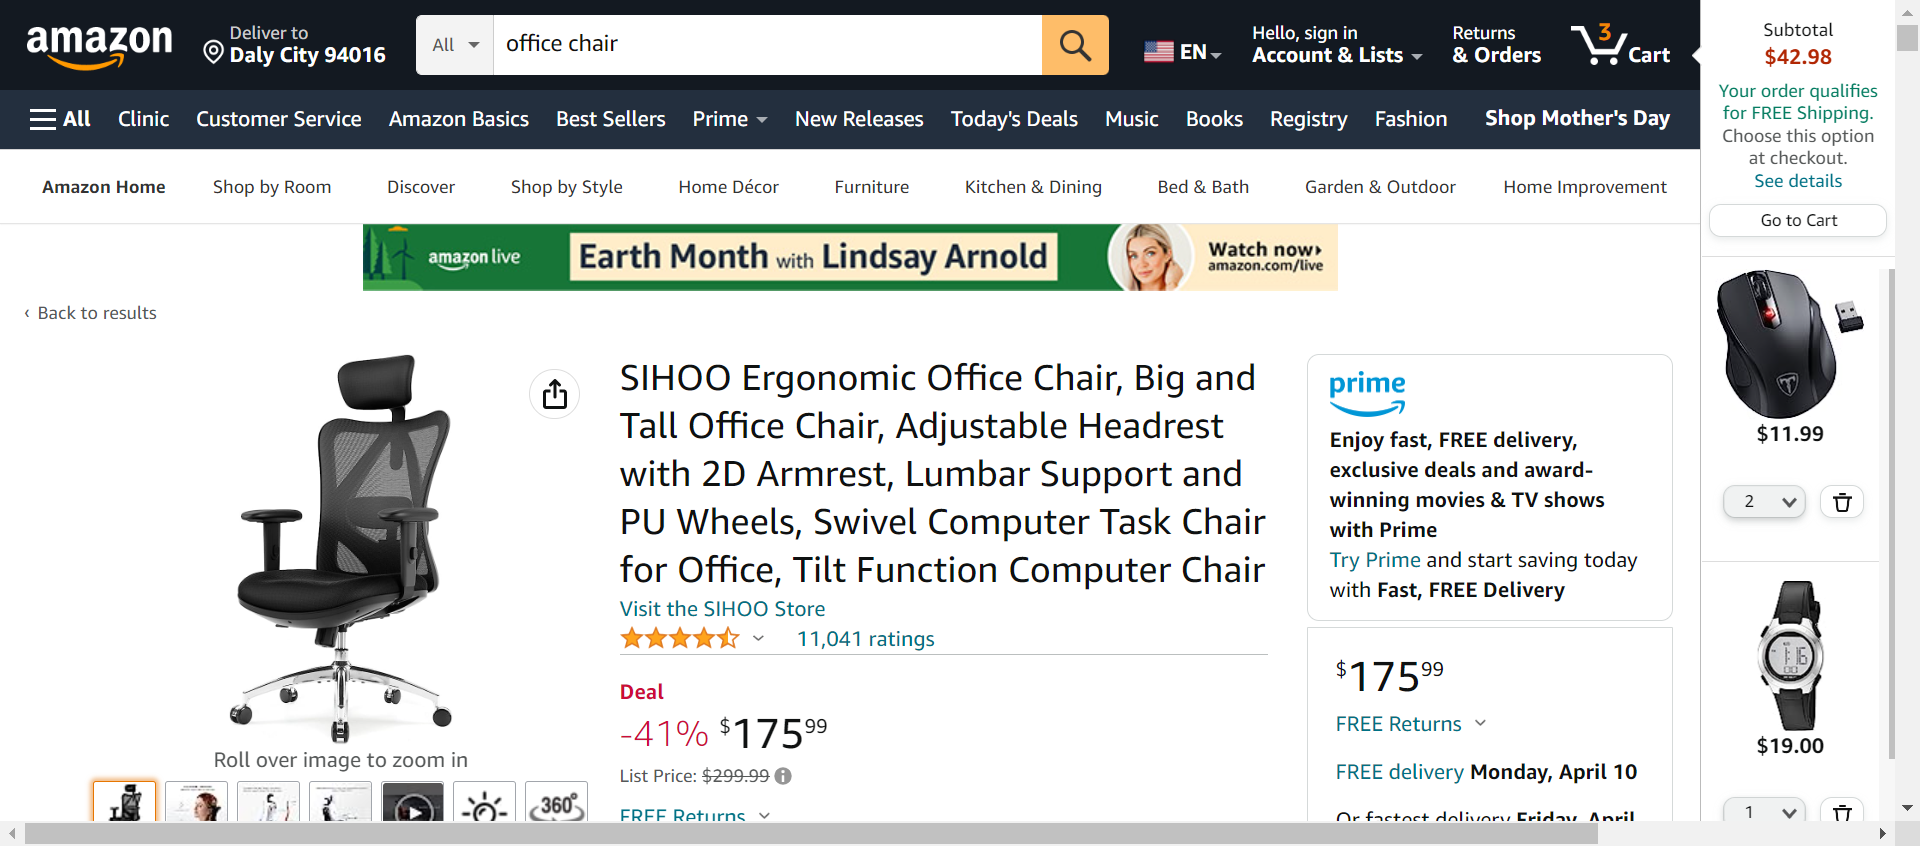 amazon
Deliver to
Daly City 94016
All
office chair
EN
Hello, sign in
Account & Lists
Returns
& Orders
3
Cart
All
Clinic
Customer Service
Amazon Basics
Best Sellers
Prime
New Releases
Today's Deals
Music
Books
Registry
Fashion
Shop Mother's Day
Amazon Home
Shop by Room
Discover
Shop by Style
Home Décor
Furniture
Kitchen & Dining
Bed & Bath
Garden & Outdoor
Home Improvement
amazon live
Earth Month with Lindsay Arnold
Watch now
amazon.com/live
‹ Back to results
Roll over image to zoom in
360°
SIHOO Ergonomic Office Chair, Big and
Tall Office Chair, Adjustable Headrest
with 2D Armrest, Lumbar Support and
PU Wheels, Swivel Computer Task Chair
for Office, Tilt Function Computer Chair
Visit the SIHOO Store
11,041 ratings
Deal
-41% $175 99
List Price: $299.99
FREE Returns
prime
Enjoy fast, FREE delivery,
exclusive deals and award-
winning movies & TV shows
with Prime
Try Prime and start saving today
with Fast, FREE Delivery
$175 99
FREE Returns
FREE delivery Monday, April 10
Or fastest delivery Friday, April
Subtotal
$42.98
Your order qualifies
for FREE Shipping.
Choose this option
at checkout.
See details
Go to Cart
$11.99
2
$19.00
1